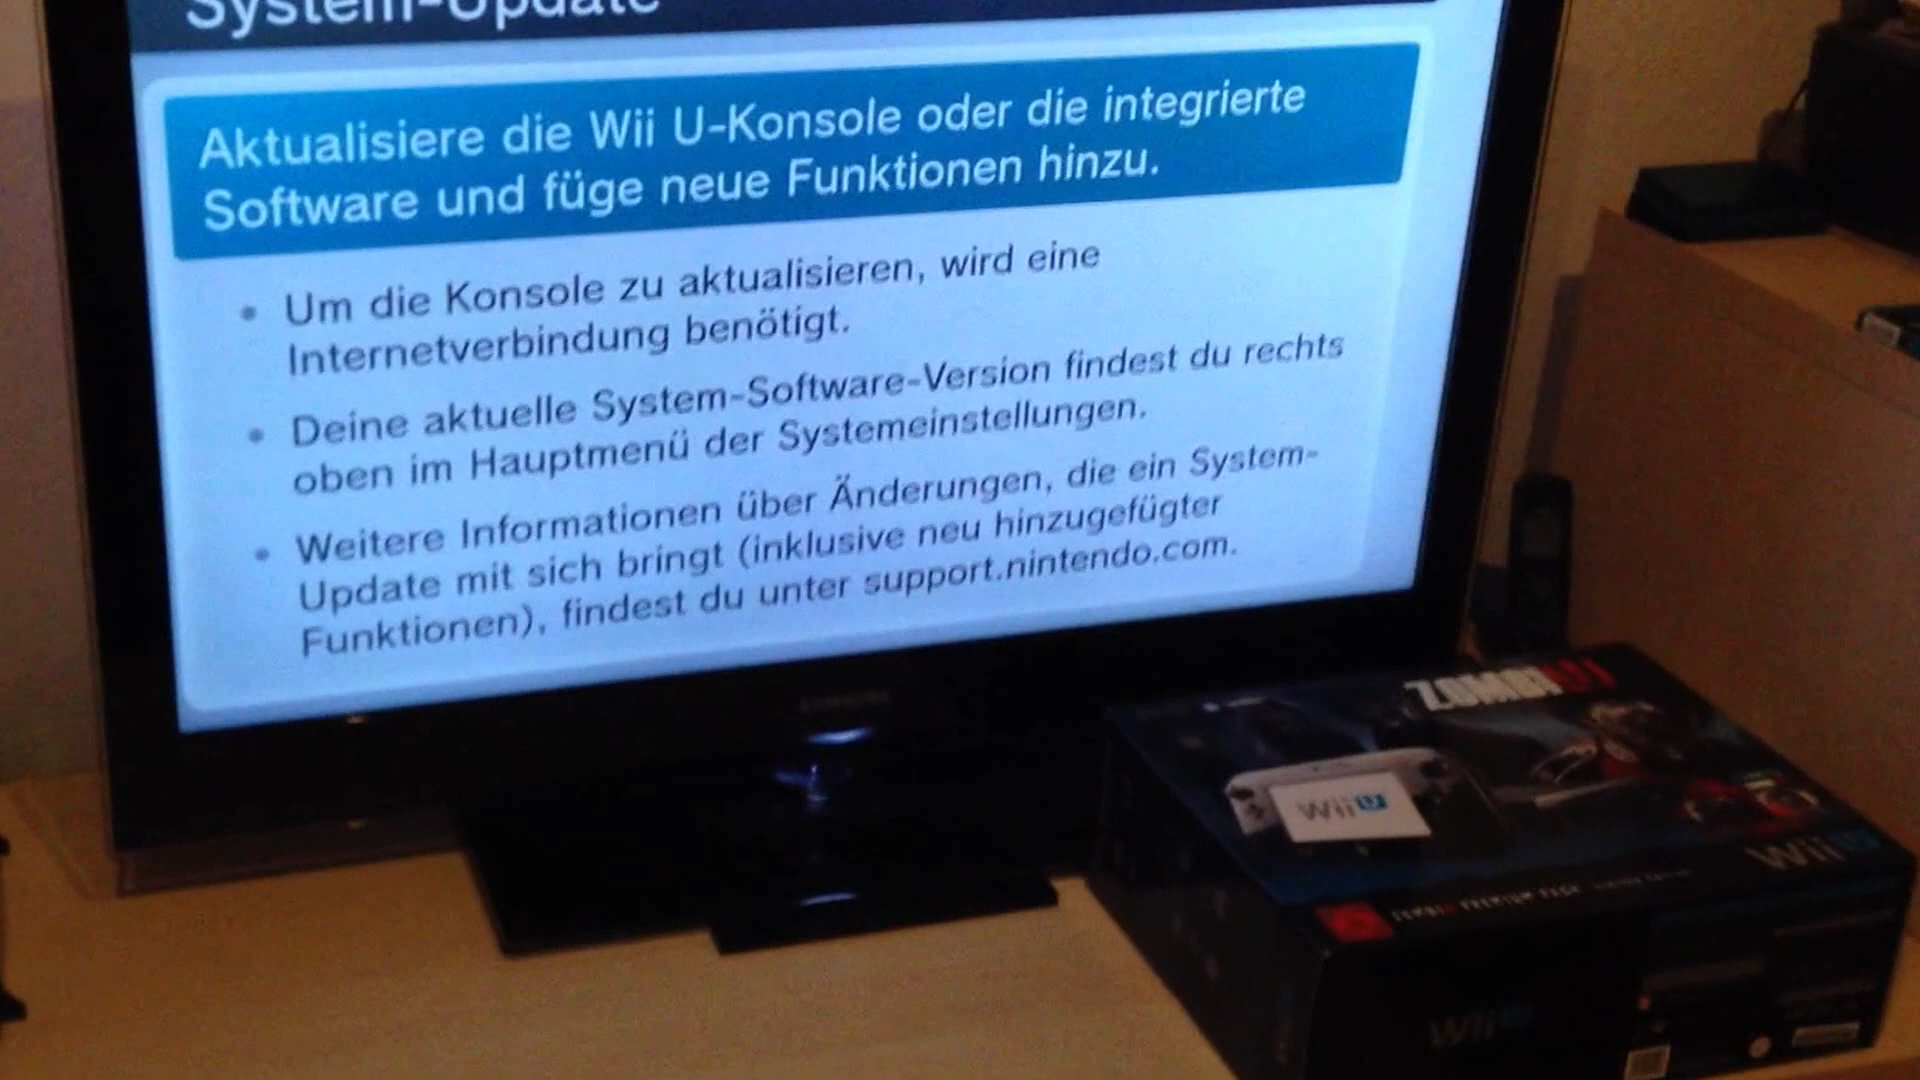 System-Update
Aktualisiere die Wii U-Konsole oder die integrierte
Software und füge neue Funktionen hinzu.
• Um die Konsole zu aktualisieren, wird eine
Internetverbindung benötigt.
• Deine aktuelle System-Software-Version findest du rechts
oben im Hauptmenü der Systemeinstellungen.
• Weitere Informationen über Änderungen, die ein System-
Update mit sich bringt (inklusive neu hinzugefügter
Funktionen), findest du unter support.nintendo.com.
ZOMBIU
Wii U
Wii U
ZOMBIU PREMIUM PACK
Wii U